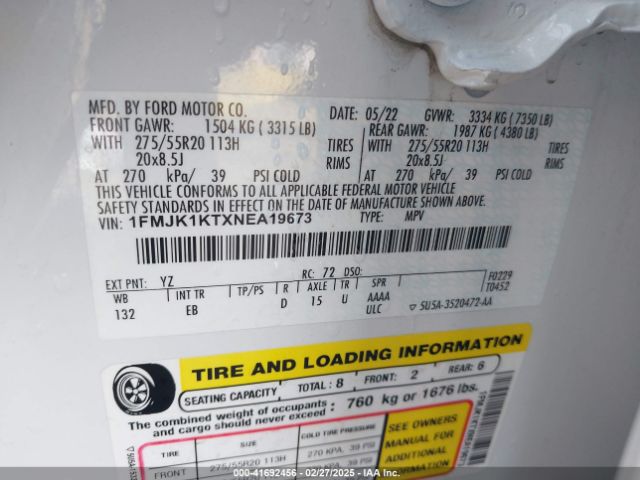 MFD. BY FORD MOTOR CO.
DATE: 05/22 GVWR: 3334 KG ( 7350 LB)
FRONT GAWR: 1504 KG ( 3315 LB) REAR GAWR: 1987 KG ( 4380 LB)
WITH 275/55R20 113H TIRES WITH 275/55R20 113H TIRES
20x8.5J RIMS 20x8.5J RIMS
AT 270 kPa/ 39 PSI COLD AT 270 kPa/ 39 PSI COLD
THIS VEHICLE CONFORMS TO ALL APPLICABLE FEDERAL MOTOR VEHICLE
SAFETY STANDARDS IN EFFECT ON THE DATE OF MANUFACTURE SHOWN ABOVE.
VIN: 1FMJK1KTXNEA19673 TYPE: MPV
EXT PNT: YZ RC: 72 DSO: F0229
WB INT TR TP/PS R AXLE TR SPR T0452
132 EB D 15 U AAAA
ULC 5U5A-3520472-AA
TIRE AND LOADING INFORMATION
SEATING CAPACITY TOTAL : 8 FRONT: 2 REAR: 6
The combined weight of occupants
and cargo should never exceed : 760 kg or 1676 lbs.
TIRE SIZE COLD TIRE PRESSURE
FRONT 275/55R20 113H 270 KPA, 39 PSI
SEE OWNERS
MANUAL FOR
ADDITIONAL
INFORMATION
©41692456 - 02/27/2025 - IAA, Inc.